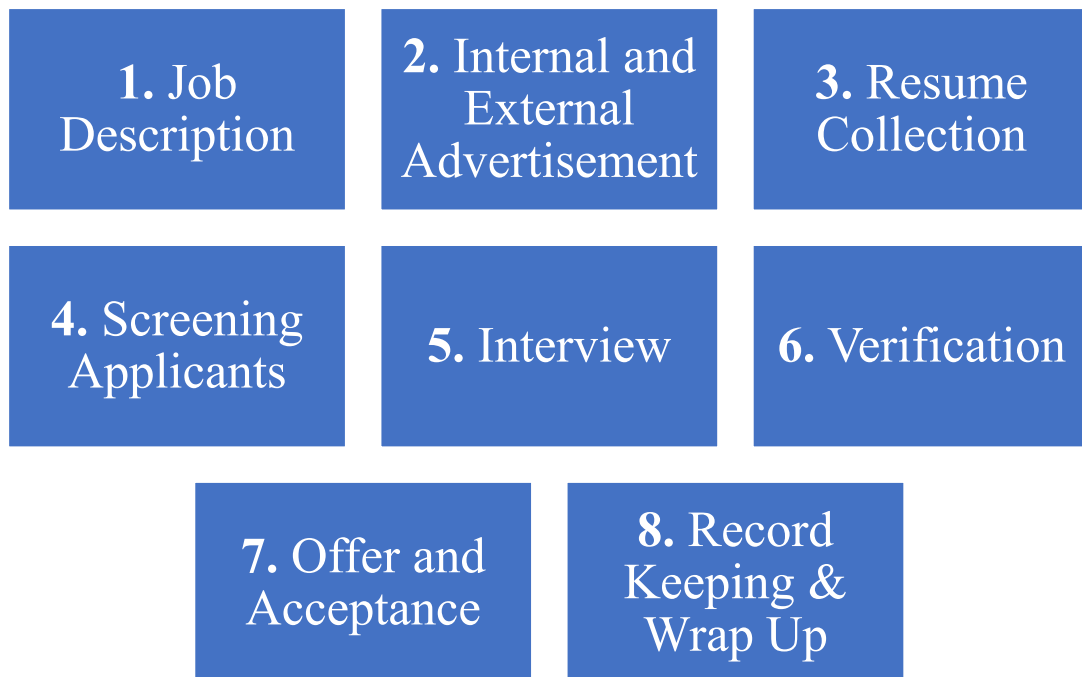 1. Job
Description
2. Internal and
External
Advertisement
3. Resume
Collection
4. Screening
Applicants
5. Interview
6. Verification
7. Offer and
Acceptance
8. Record
Keeping &
Wrap Up